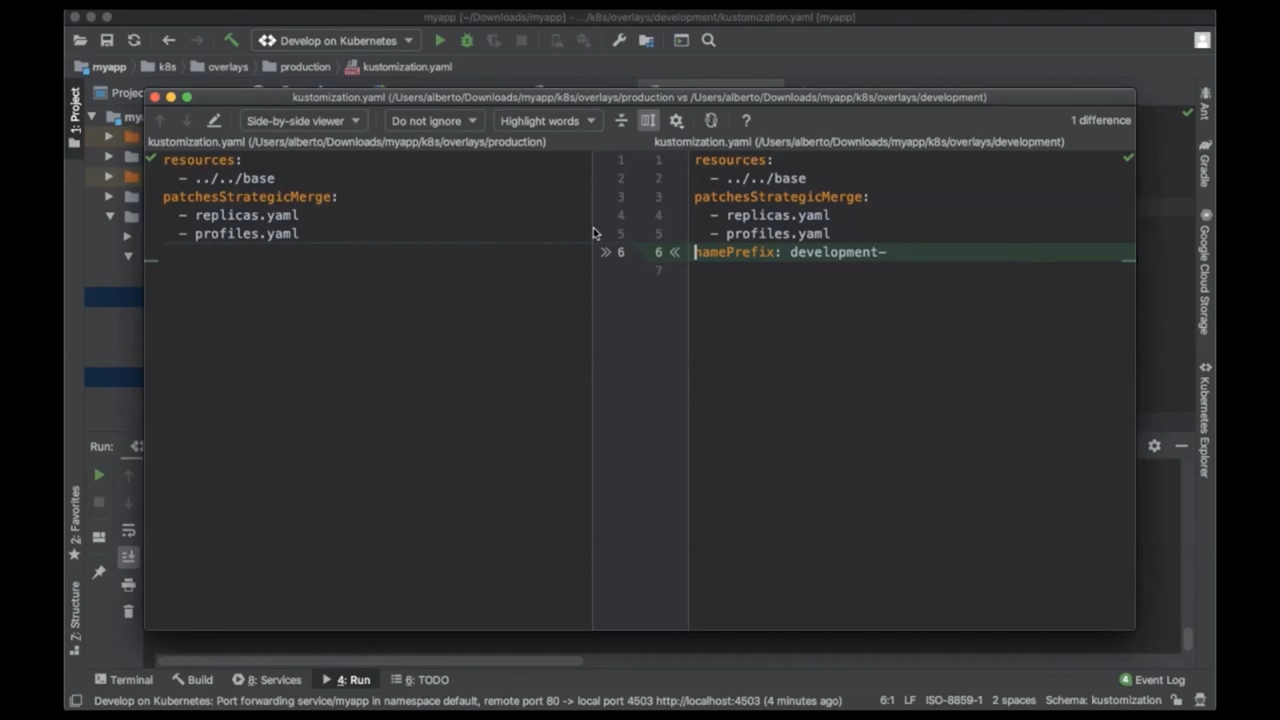 myapp [~/Downloads/myapp] - .../k8s/overlays/development/kustomization.yaml [myapp]
Develop on Kubernetes
myapp
k8s
overlays
production
kustomization.yaml
1: Project
Projec
my
kustomization.yaml (/Users/alberto/Downloads/myapp/k8s/overlays/production vs /Users/alberto/Downloads/myapp/k8s/overlays/development)
Side-by-side viewer
Do not ignore
Highlight words
?
1 difference
kustomization.yaml (/Users/alberto/Downloads/myapp/k8s/overlays/production)
kustomization.yaml (/Users/alberto/Downloads/myapp/k8s/overlays/development)
resources: 1
- ../../base 2
patchesStrategicMerge: 3
- replicas.yaml 4
- profiles.yaml 5
» 6
1 resources:
2 - ../../base
3 patchesStrategicMerge:
4 - replicas.yaml
5 - profiles.yaml
6 « namePrefix: development-
7
Ant
Gradle
Google Cloud Storage
Kubernetes Explorer
Run:
2: Favorites
7: Structure
Terminal
Build
8: Services
4: Run
6: TODO
4 Event Log
Develop on Kubernetes: Port forwarding service/myapp in namespace default, remote port 80 -> local port 4503 http://localhost:4503 (4 minutes ago)
6:1 LF ISO-8859-1 2 spaces Schema: kustomization